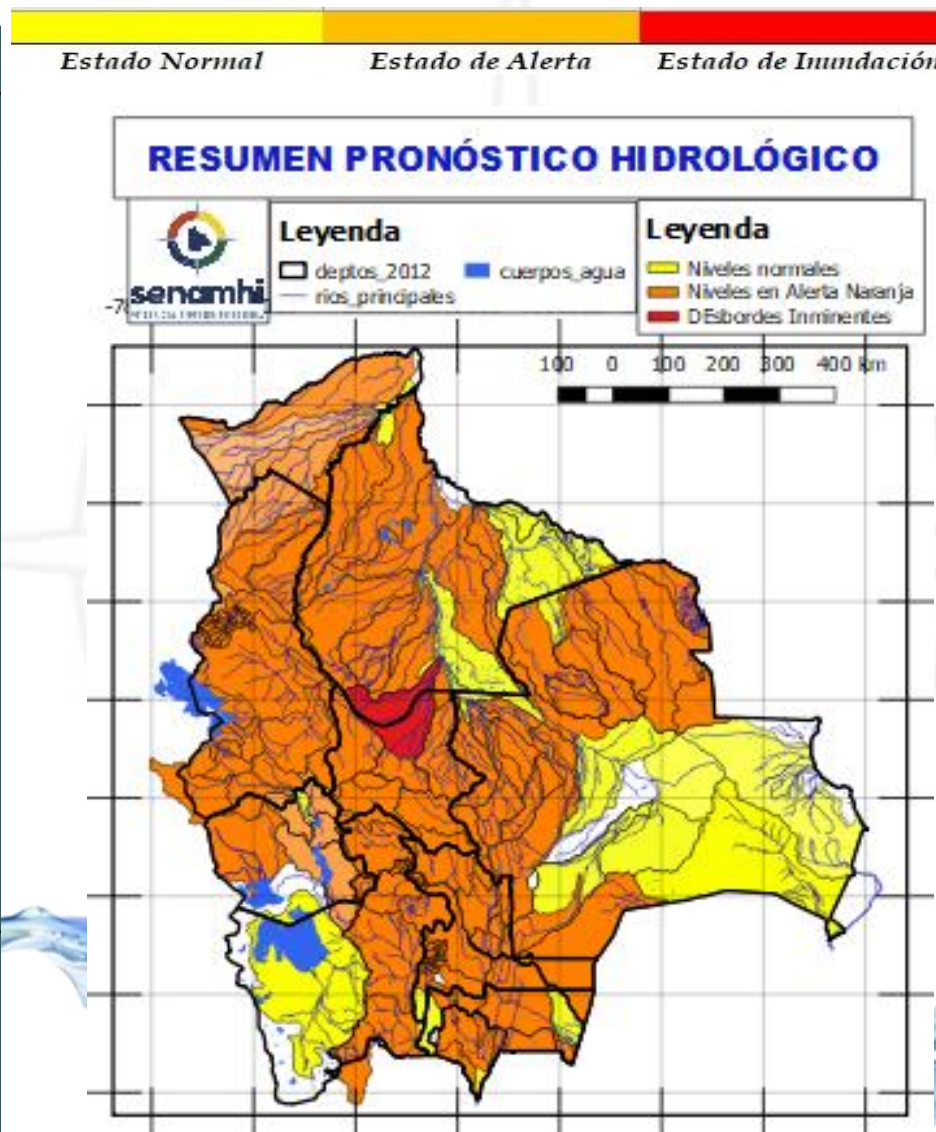 Estado Normal Estado de Alerta Estado de Inundación
RESUMEN PRONÓSTICO HIDROLÓGICO
senamhi
Leyenda
deptos_2012 cuerpos_agua
rios_principales
Leyenda
Niveles normales
Niveles en Alerta Naranja
DEsbordes Inminentes
100 0 100 200 300 400 km